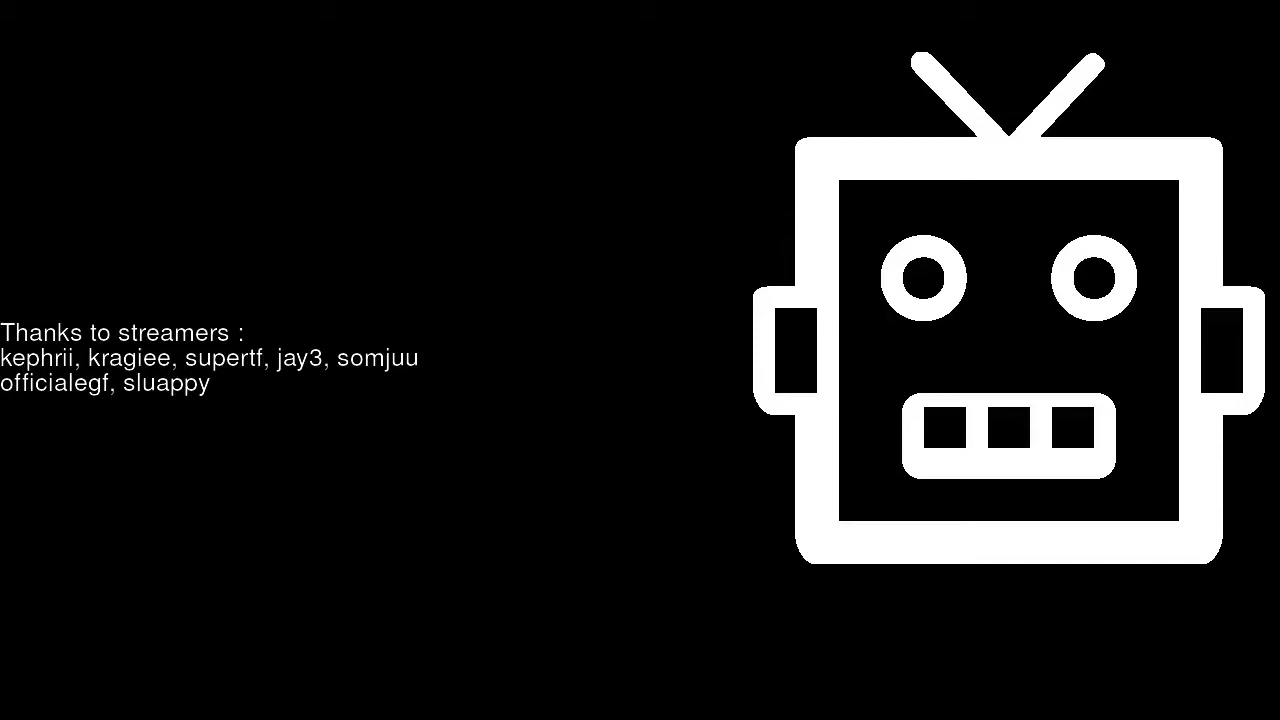 Thanks to streamers :
kephrii, kragiee, supertf, jay3, somjuu
officialegf, sluappy